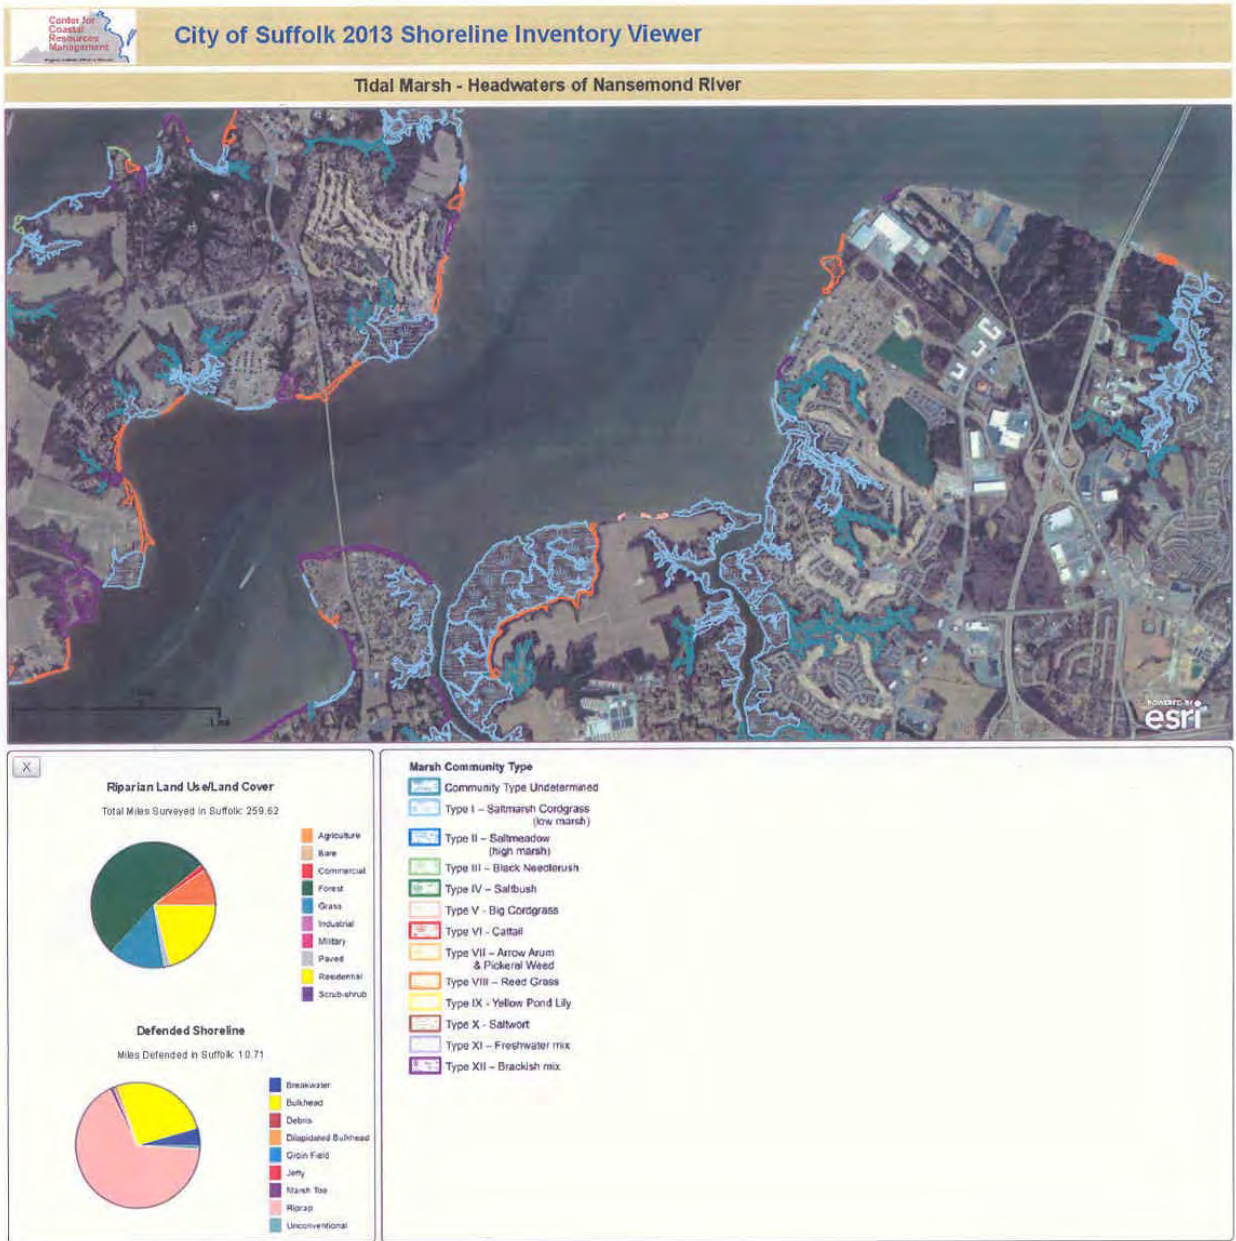 Center for
Coastal
Resources
Management
City of Suffolk 2013 Shoreline Inventory Viewer
Tidal Marsh - Headwaters of Nansemond River
1 mi
POWERED BY
esri
X
Riparian Land Use/Land Cover
Total Miles Surveyed in Suffolk: 259.62
Agriculture
Bare
Commercial
Forest
Grass
Industrial
Military
Paved
Residential
Scrub-shrub
Defended Shoreline
Miles Defended in Suffolk: 10.71
Breakwater
Bulkhead
Debris
Dilapidated Bulkhead
Groin Field
Jetty
Marsh Toe
Riprap
Unconventional
Marsh Community Type
Community Type Undetermined
Type I – Saltmarsh Cordgrass
(low marsh)
Type II – Saltmeadow
(high marsh)
Type III – Black Needlerush
Type IV – Saltbush
Type V - Big Cordgrass
Type VI - Cattail
Type VII – Arrow Arum
& Pickerel Weed
Type VIII – Reed Grass
Type IX - Yellow Pond Lily
Type X - Saltwort
Type XI – Freshwater mix
Type XII – Brackish mix